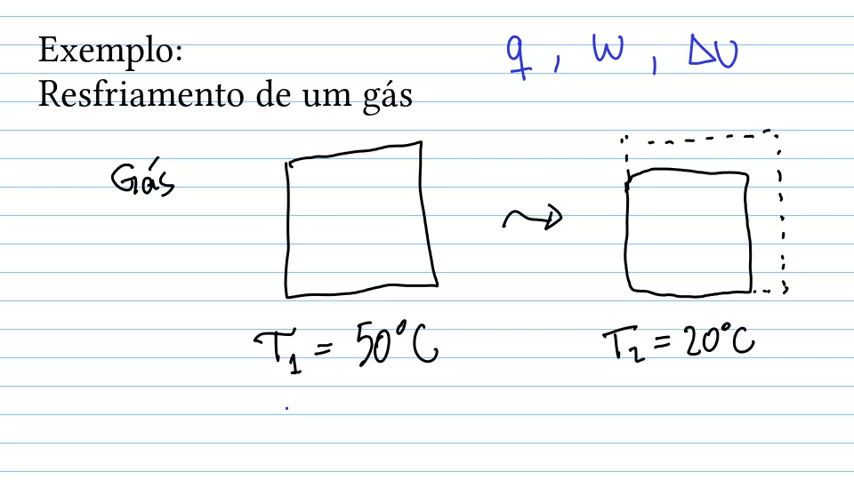 Exemplo:
q, w, ΔU
Resfriamento de um gás
Gás
T₁ = 50°C
T₂ = 20°C